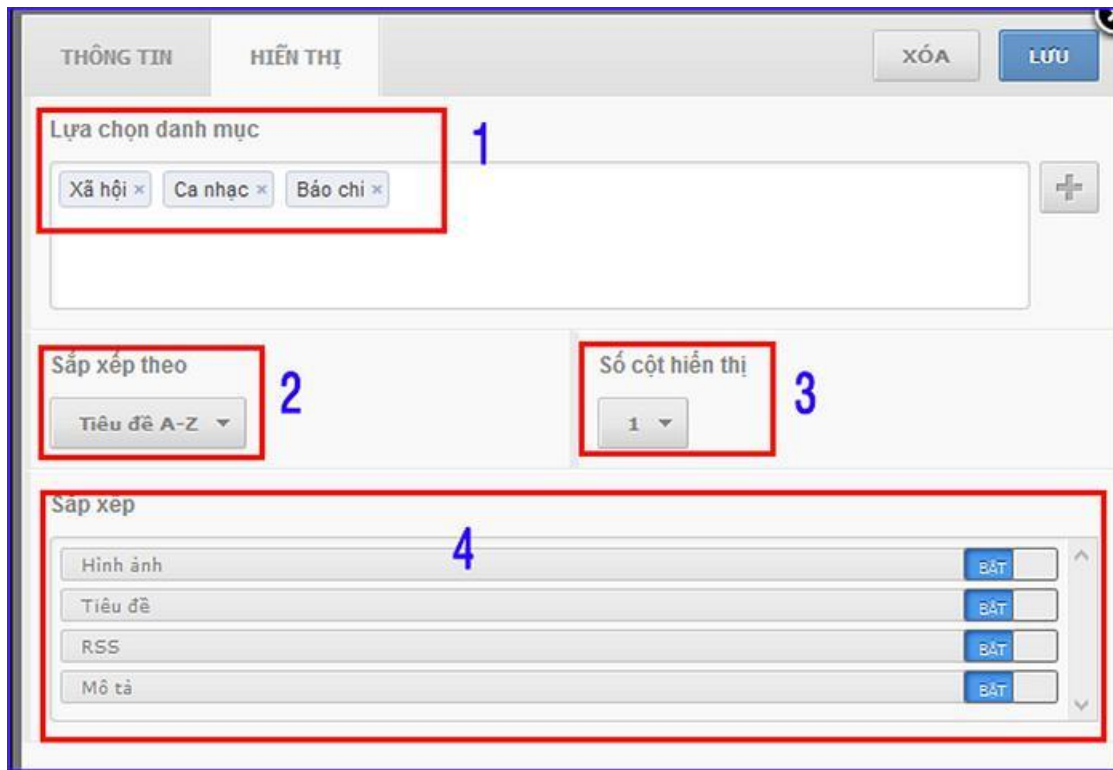 THÔNG TIN HIỂN THỊ XÓA LƯU
Lựa chọn danh mục 1
Xã hội × Ca nhạc × Báo chi ×
Sắp xếp theo Số cột hiển thị
2 3
Tiêu đề A-Z 1
Sắp xếp
4
Hình ảnh BẬT
Tiêu đề BẬT
RSS BẬT
Mô tả BẬT